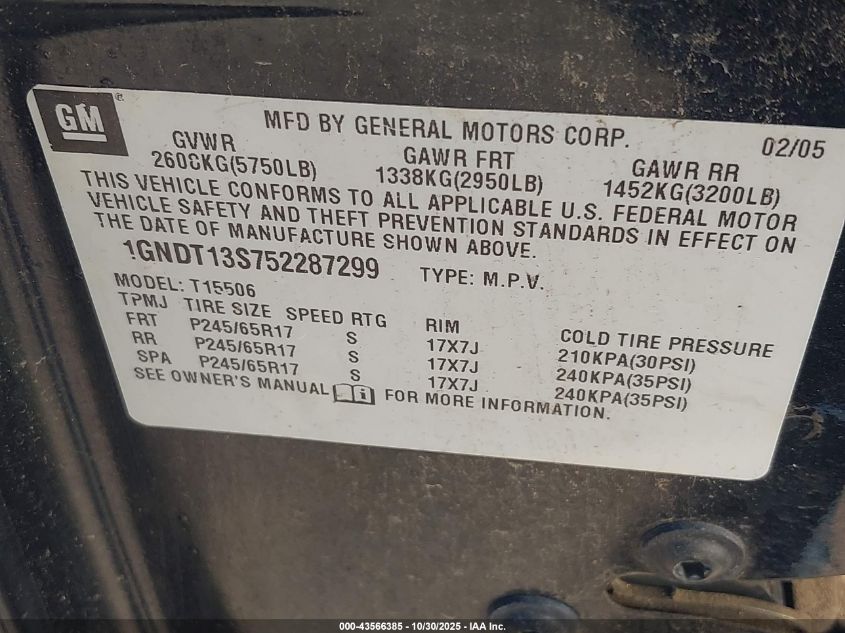 GM
®
MFD BY GENERAL MOTORS CORP. 02/05
GVWR GAWR FRT GAWR RR
2608KG(5750LB) 1338KG(2950LB) 1452KG(3200LB)
THIS VEHICLE CONFORMS TO ALL APPLICABLE U.S. FEDERAL MOTOR
VEHICLE SAFETY AND THEFT PREVENTION STANDARDS IN EFFECT ON
THE DATE OF MANUFACTURE SHOWN ABOVE.
1GNDT13S752287299 TYPE: M.P.V.
MODEL: T15506
TPMJ TIRE SIZE SPEED RTG RIM COLD TIRE PRESSURE
FRT P245/65R17 S 17X7J 210KPA(30PSI)
RR P245/65R17 S 17X7J 240KPA(35PSI)
SPA P245/65R17 S 17X7J 240KPA(35PSI)
SEE OWNER'S MANUAL i FOR MORE INFORMATION.
000-43566385 - 10/30/2025 - IAA Inc.